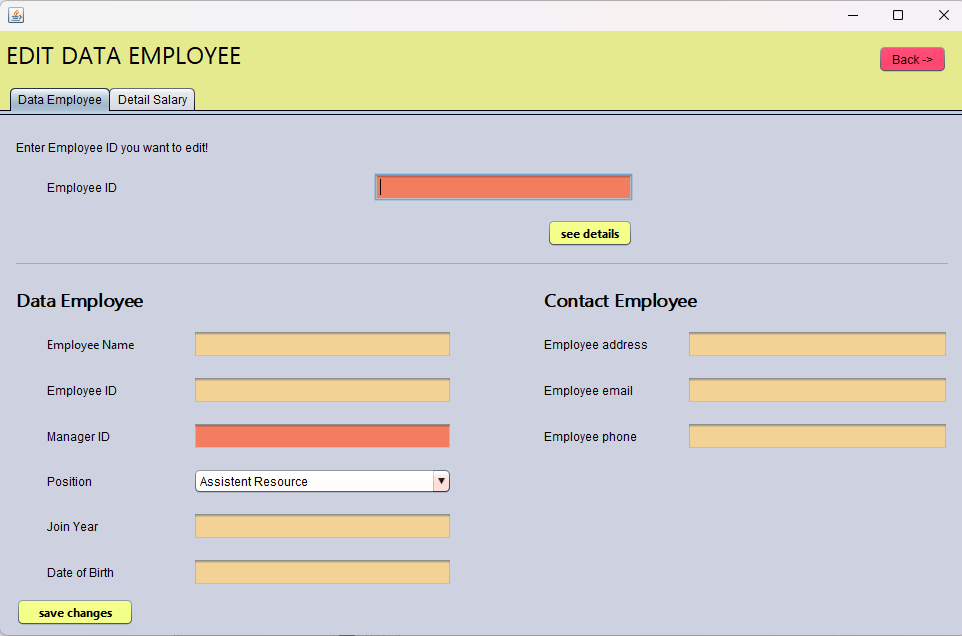 EDIT DATA EMPLOYEE
Back ->
Data Employee
Detail Salary
Enter Employee ID you want to edit!
Employee ID
see details
Data Employee
Employee Name
Employee ID
Manager ID
Position
Assistent Resource
Join Year
Date of Birth
save changes
Contact Employee
Employee address
Employee email
Employee phone